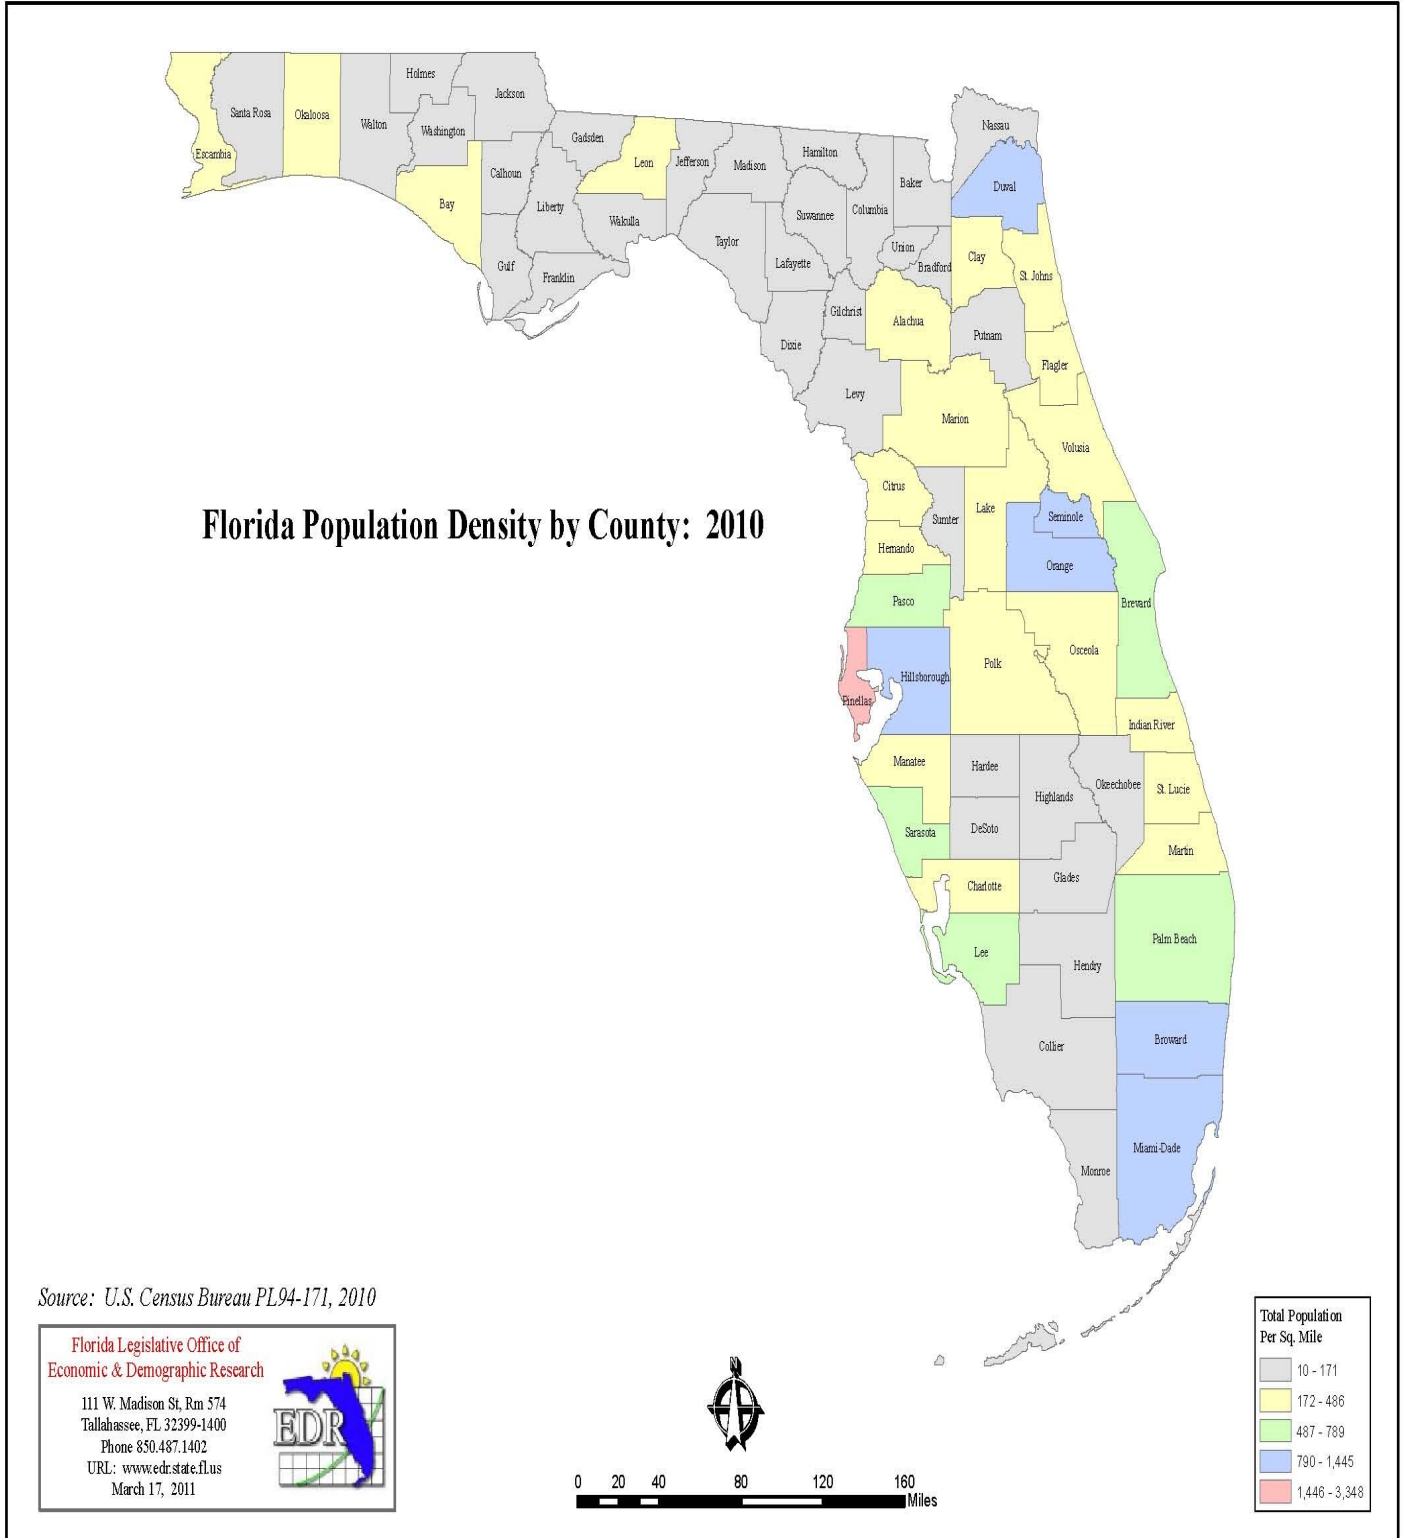 Holmes
Jackson
Santa Rosa
Okaloosa
Walton
Washington
Gadsden
Nassau
Escambia
Calhoun
Leon
Jefferson
Madison
Hamilton
Baker
Duval
Bay
Liberty
Wakulla
Suwannee
Columbia
Taylor
Union
Clay
Gulf
Franklin
Lafayette
Bradford
St. Johns
Gilchrist
Alachua
Putnam
Dixie
Flagler
Levy
Marion
Volusia
Citrus
Florida Population Density by County: 2010
Sumter
Lake
Seminole
Hernando
Orange
Pasco
Brevard
Polk
Osceola
Hillsborough
Pinellas
Indian River
Manatee
Hardee
Highlands
Okeechobee
St. Lucie
Sarasota
DeSoto
Martin
Charlotte
Glades
Palm Beach
Lee
Hendry
Collier
Broward
Miami-Dade
Monroe
Source: U.S. Census Bureau PL94-171, 2010
Florida Legislative Office of
Economic & Demographic Research
111 W. Madison St, Rm 574
Tallahassee, FL 32399-1400
Phone 850.487.1402
URL: www.edr.state.fl.us
March 17, 2011
EDR
N
0 20 40 80 120 160
Miles
Total Population
Per Sq. Mile
10 - 171
172 - 486
487 - 789
790 - 1,445
1,446 - 3,348